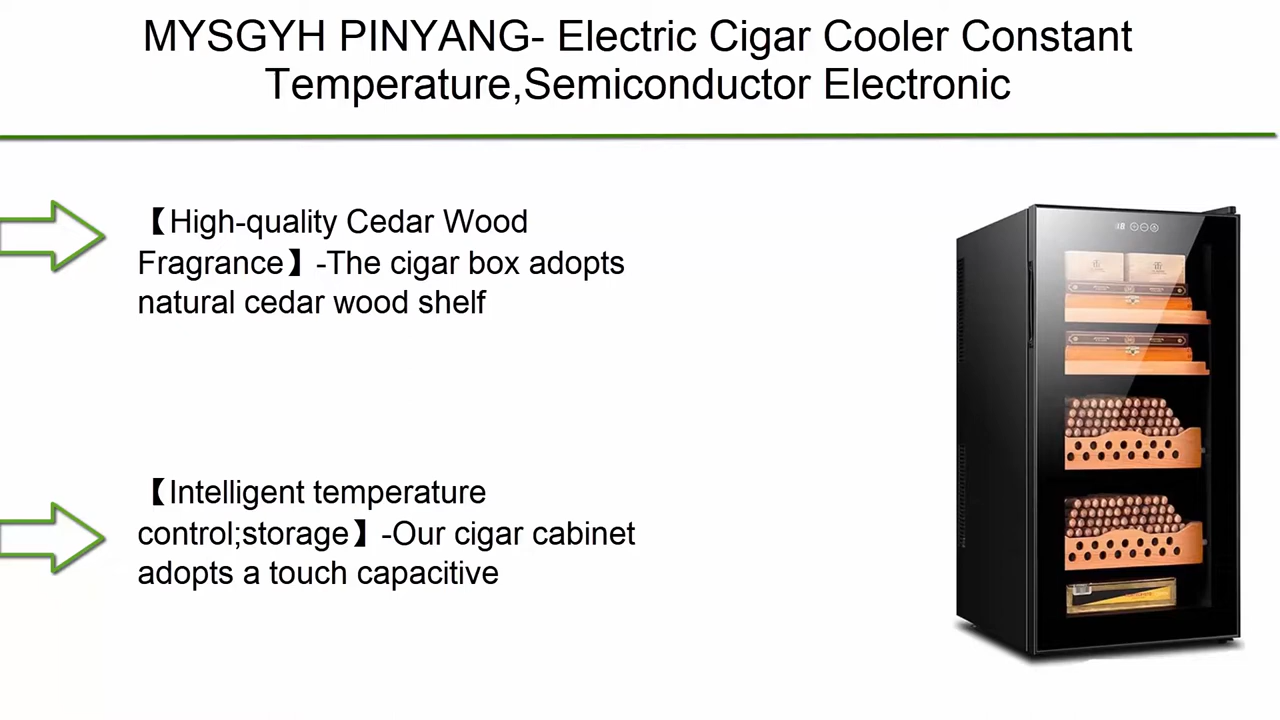 MYSGYH PINYANG- Electric Cigar Cooler Constant
Temperature,Semiconductor Electronic
【High-quality Cedar Wood
Fragrance】-The cigar box adopts
natural cedar wood shelf
【Intelligent temperature
control;storage】-Our cigar cabinet
adopts a touch capacitive